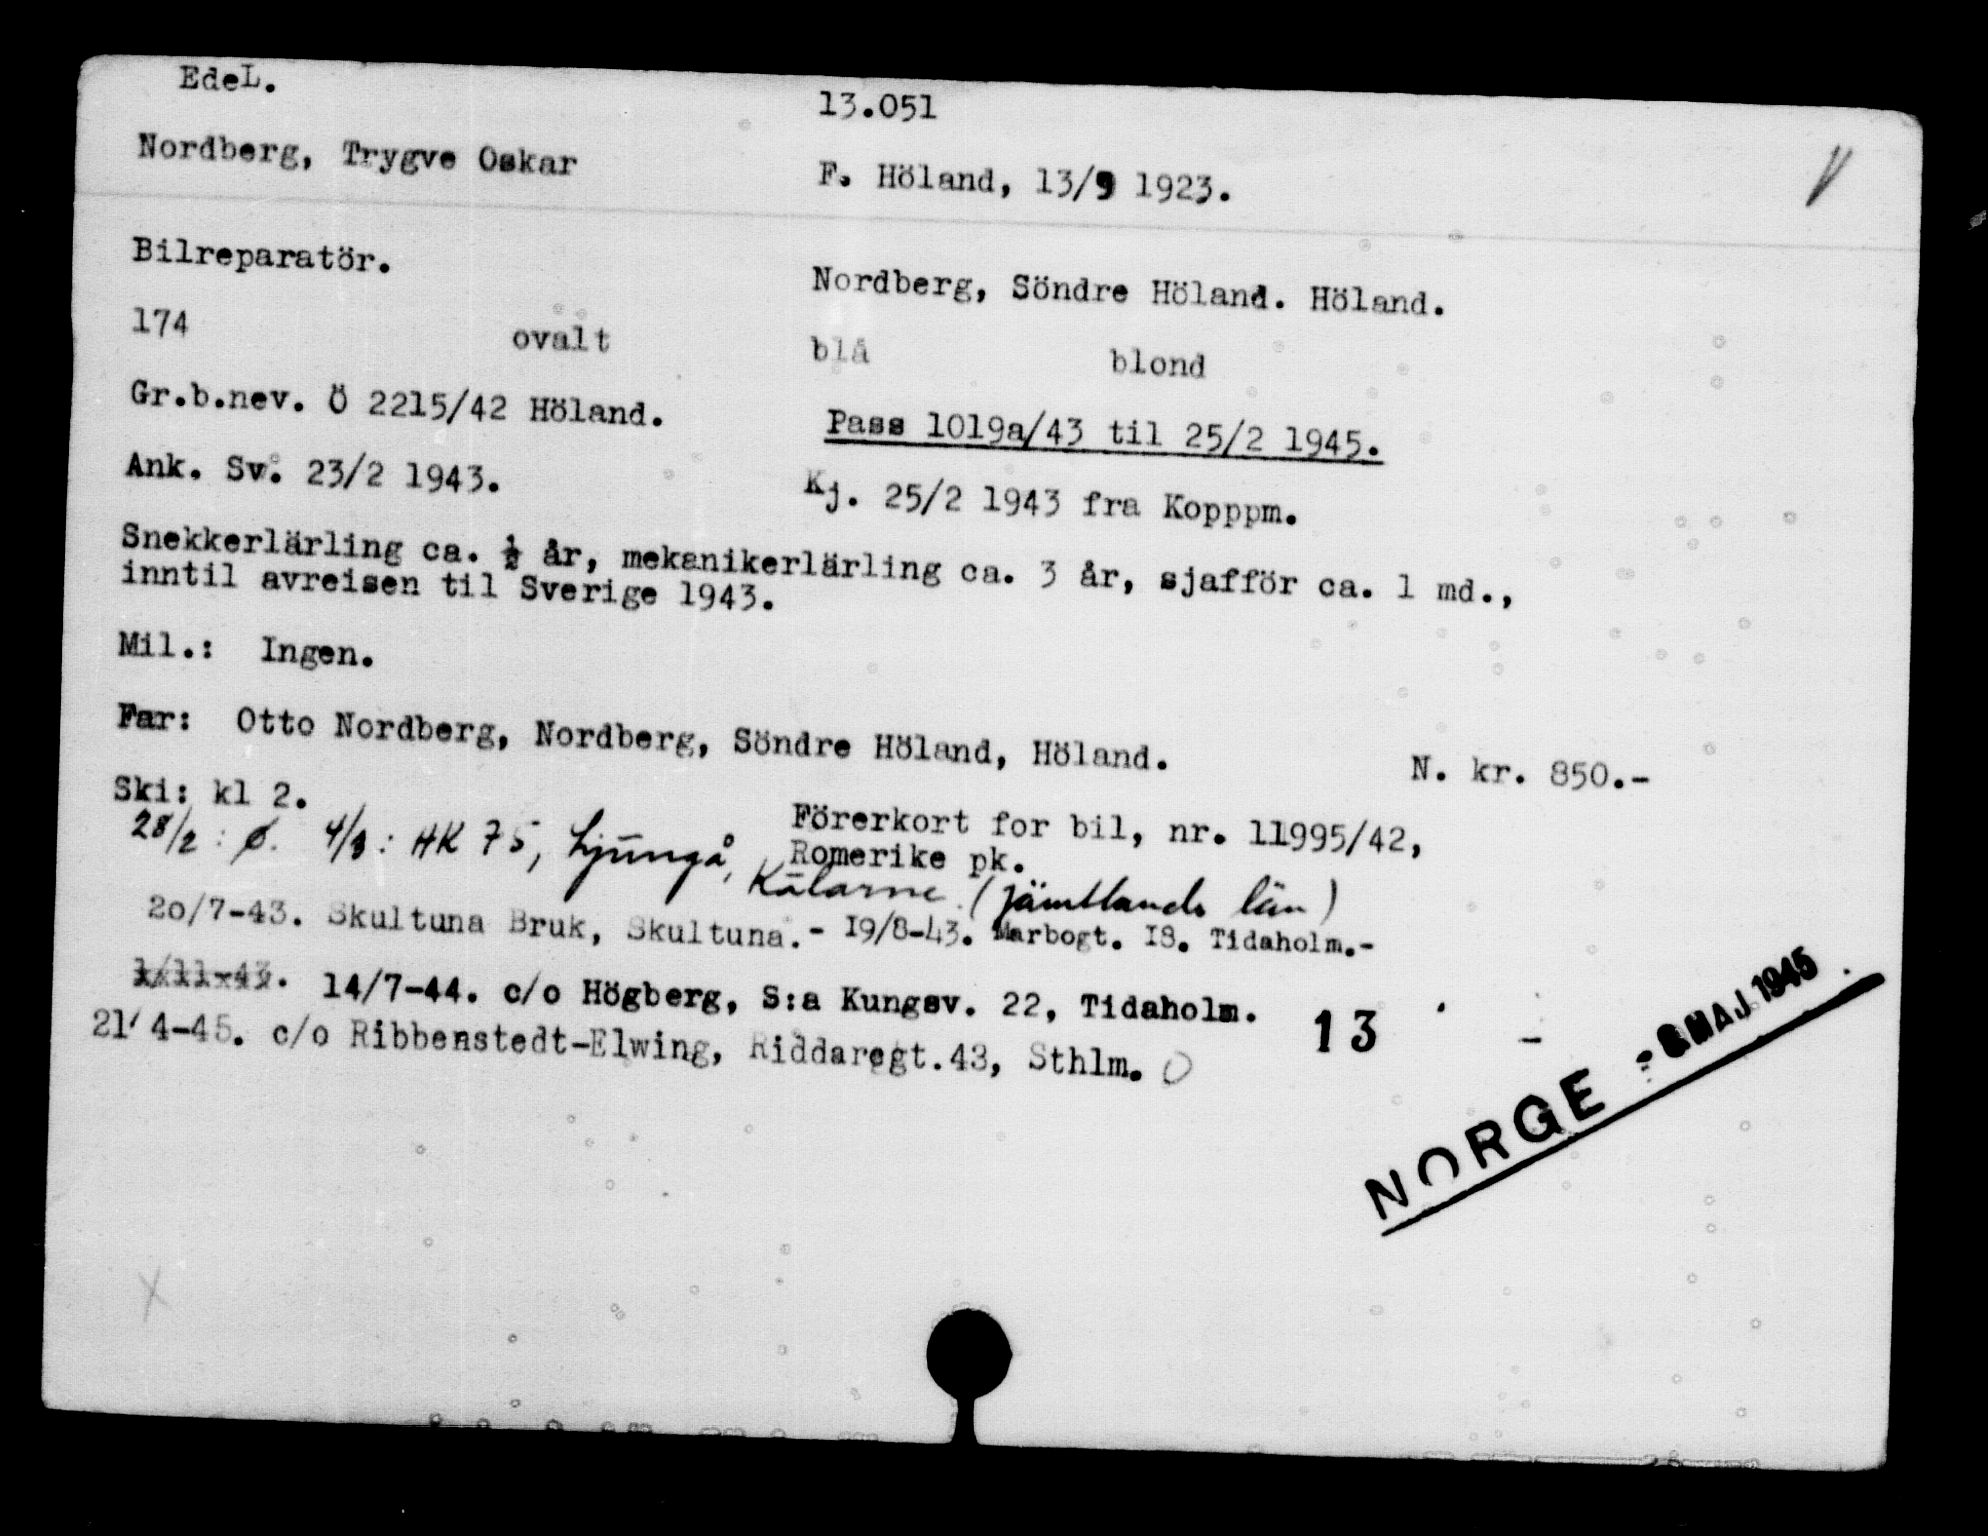 EdeL.
13.051
Nordberg, Trygve Oskar
F. Höland, 13/9 1923.
Bilreparatör.
Nordberg, Söndre Höland. Höland.
174 ovalt blå blond
Gr.b.nev. Ö 2215/42 Höland.
Pass 1019a/43 til 25/2 1945.
Ank. Sv. 23/2 1943.
Kj. 25/2 1943 fra Kopppm.
Snekkerlärling ca. ½ år, mekanikerlärling ca. 3 år, sjafför ca. 1 md.,
inntil avreisen til Sverige 1943.
Mil.: Ingen.
Far: Otto Nordberg, Nordberg, Söndre Höland, Höland.
N. kr. 850.-
Ski: kl 2.
Förerkort for bil, nr. 11995/42,
Romerike pk.
28/2 : Ø. 4/3 : HK 75, Ljungå, Kälarne. (Jämtlands län)
20/7-43. Skultuna Bruk, Skultuna.- 19/8-43. Marbogt. 18. Tidaholm.-
1/11-43. 14/7-44. c/o Högberg, S:a Kungsv. 22, Tidaholm.
21/4-45. c/o Ribbenstedt-Elwing, Riddaregt.43, Sthlm. O
13
NORGE - 8 MAJ 1945